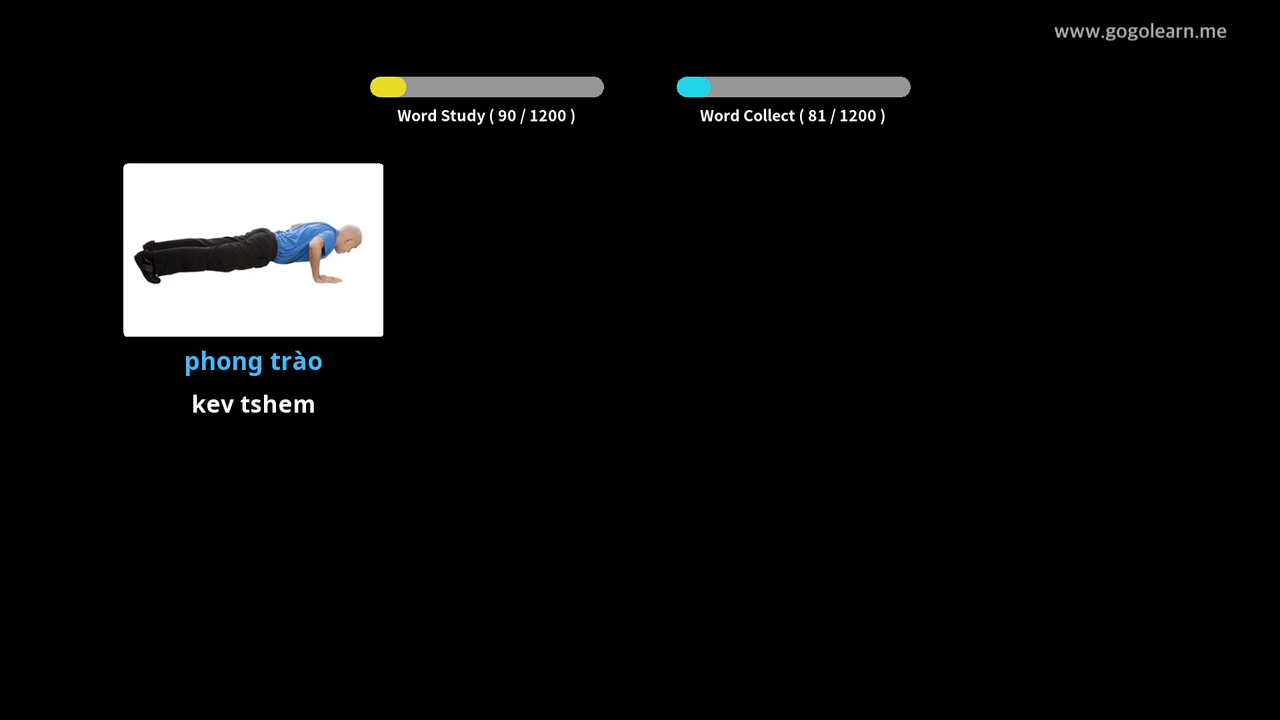 www.gogolearn.me
Word Study ( 90 / 1200 )
Word Collect ( 81 / 1200 )
phong trào
kev tshem